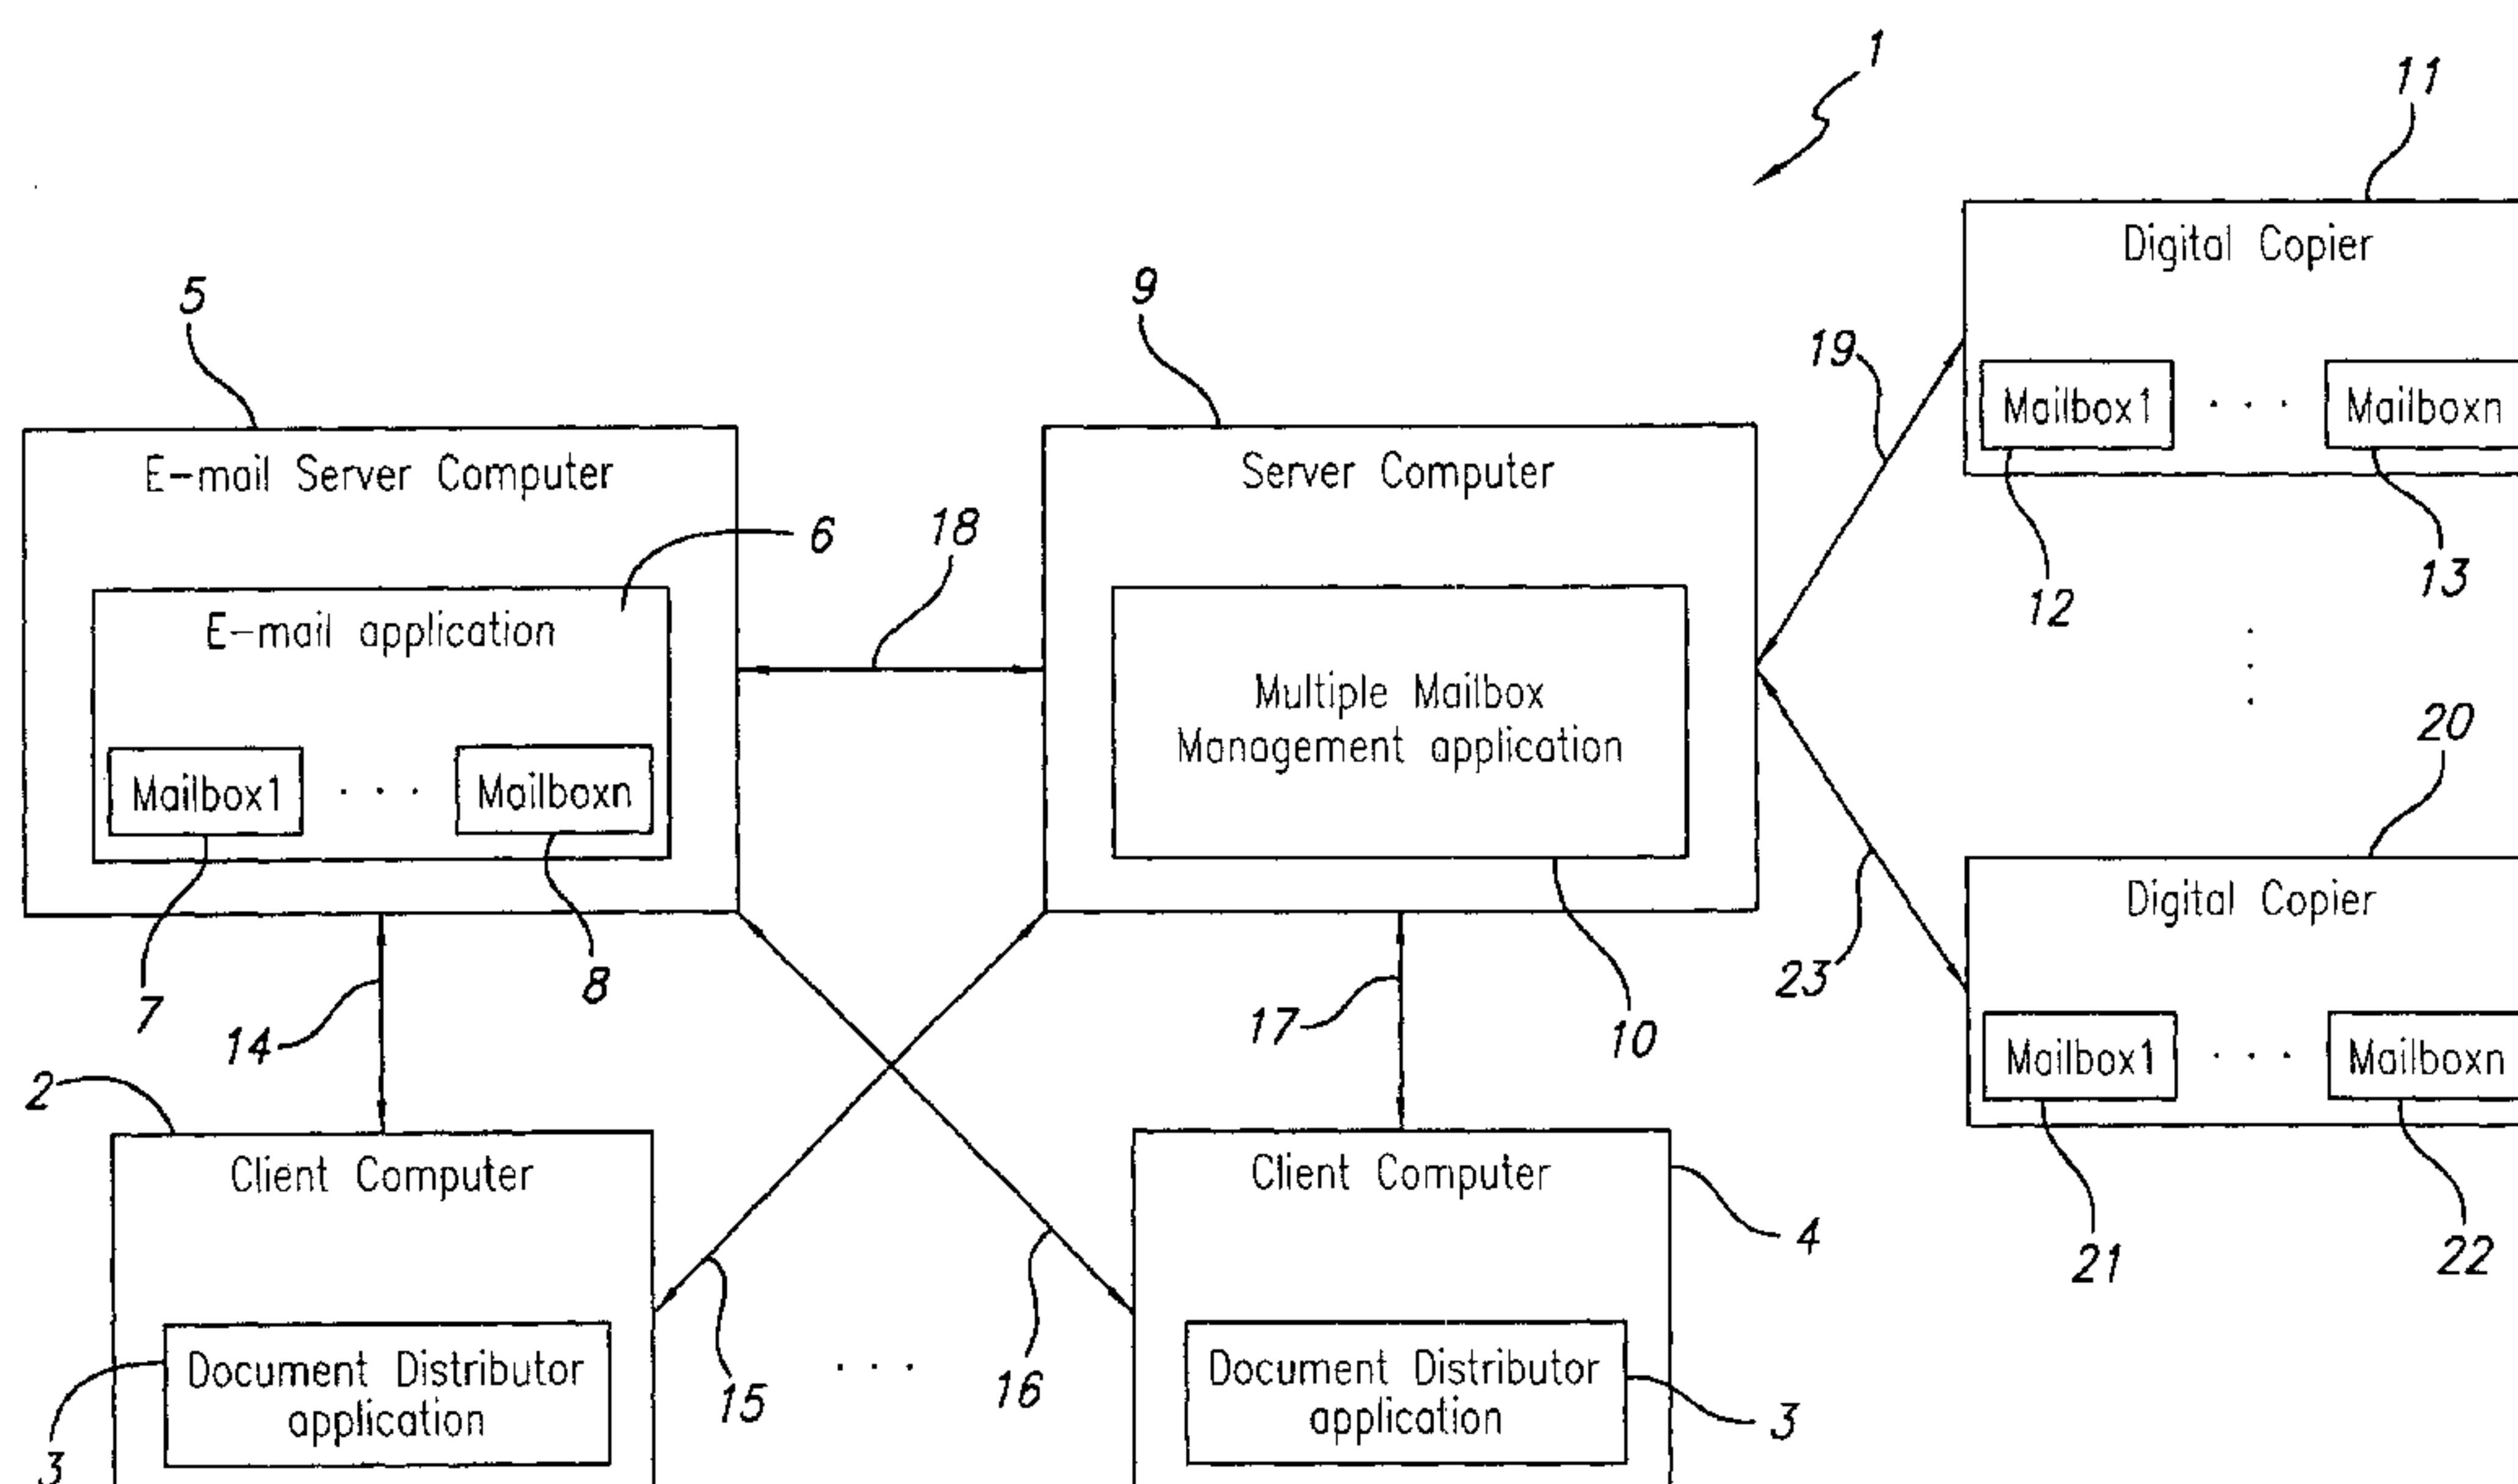 1
11
Digital Copier
19
Mailbox1 . . . Mailboxn
12
13
5
9
E-mail Server Computer
Server Computer
6
18
E-mail application
Multiple Mailbox
Management application
Mailbox1 . . . Mailboxn
7
8
10
14
17
20
Digital Copier
23
Mailbox1 . . . Mailboxn
21
22
2
Client Computer
Client Computer
4
15
. . .
16
Document Distributor
application
3
Document Distributor
application
3